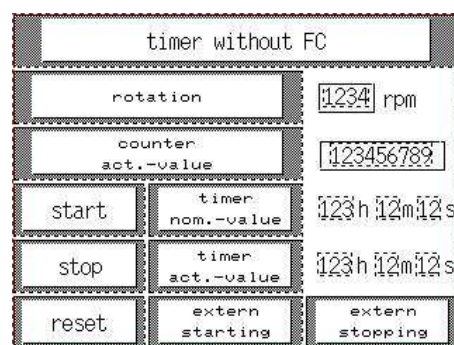 timer without FC
rotation 1234 rpm
counter
act.-value 123456789
start timer
nom.-value 123h 12m 12s
stop timer
act.-value 123h 12m 12s
reset extern
starting extern
stopping